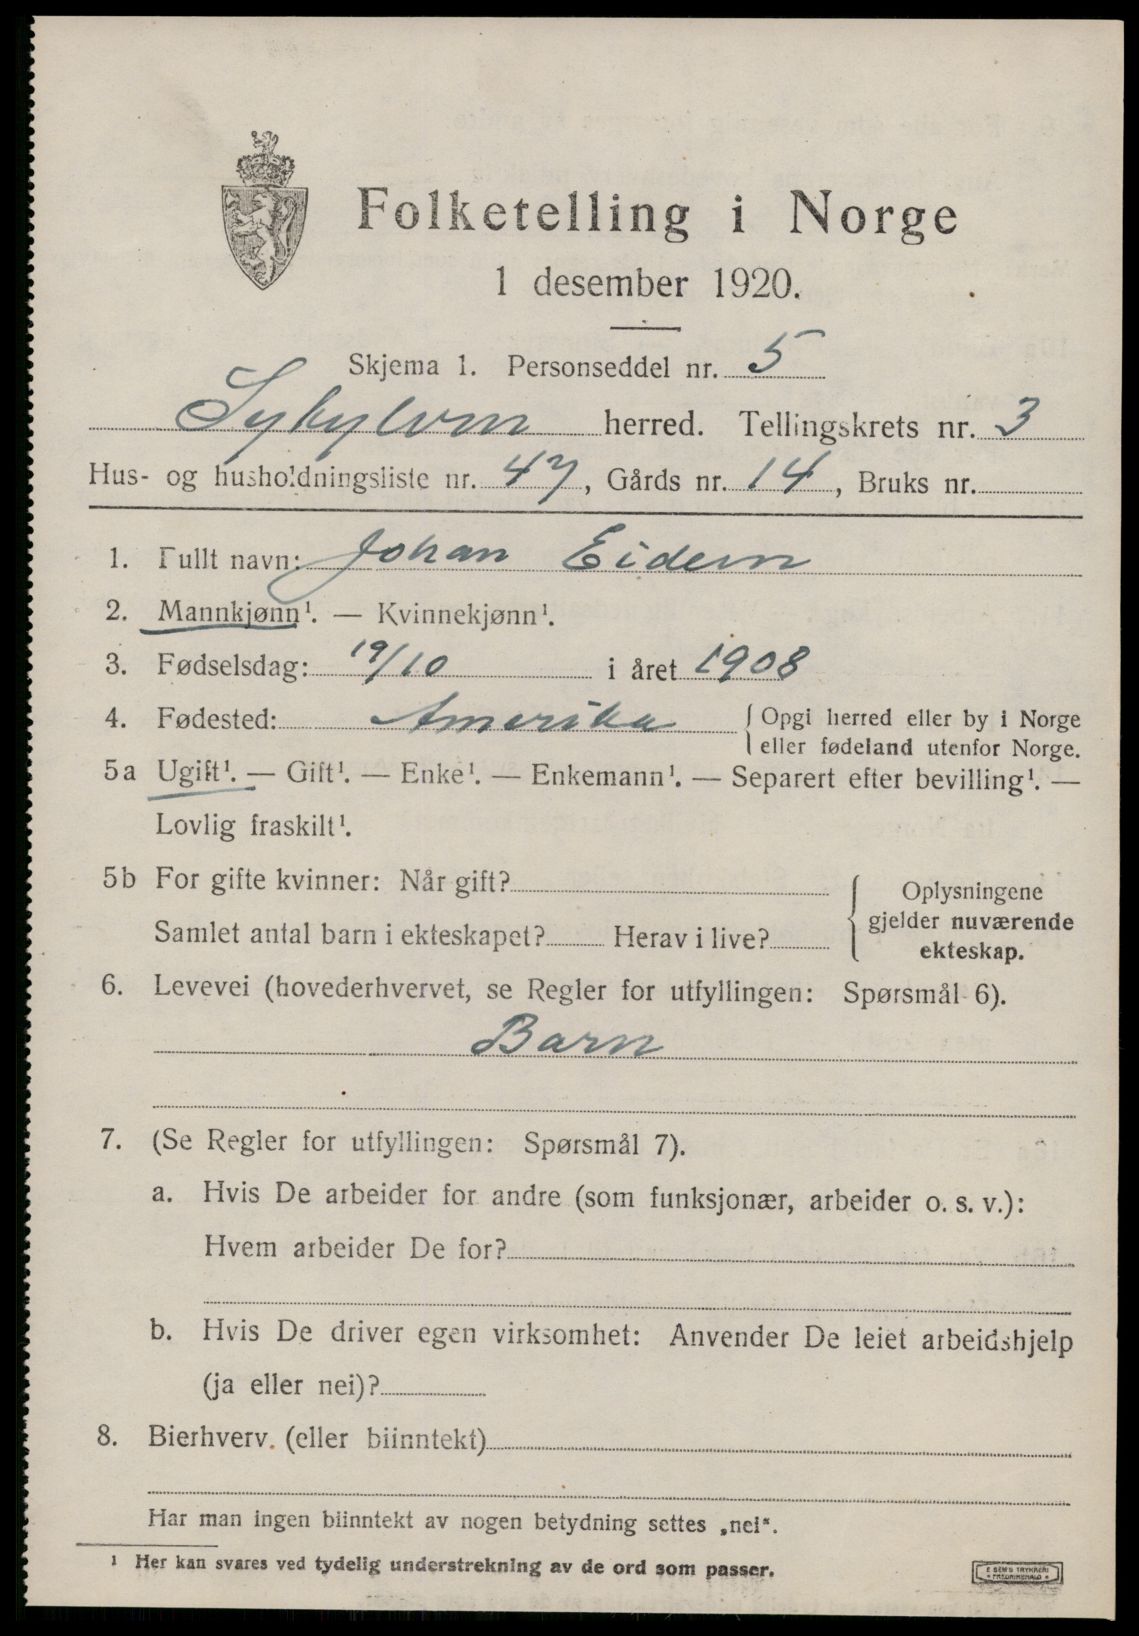 Folketelling i Norge
1 desember 1920.
Skjema 1. Personseddel nr. 5
Sykylven herred. Tellingskrets nr. 3
Hus- og husholdningsliste nr. 47, Gårds nr. 14, Bruks nr.
1. Fullt navn: Johan Eidem
2. Mannkjønn¹. — Kvinnekjønn¹.
3. Fødselsdag: 19/10 i året 1908
4. Fødested: Amerika { Opgi herred eller by i Norge
eller fødeland utenfor Norge.
5a Ugift¹. — Gift¹. — Enke¹. — Enkemann¹. — Separert efter bevilling¹. —
Lovlig fraskilt¹.
5b For gifte kvinner: Når gift?
Samlet antal barn i ekteskapet? Herav i live?
{ Oplysningene
gjelder nuværende
ekteskap.
6. Levevei (hovederhvervet, se Regler for utfyllingen: Spørsmål 6).
Barn
7. (Se Regler for utfyllingen: Spørsmål 7).
a. Hvis De arbeider for andre (som funksjonær, arbeider o. s. v.):
Hvem arbeider De for?
b. Hvis De driver egen virksomhet: Anvender De leiet arbeidshjelp
(ja eller nei)?
8. Bierhverv. (eller biinntekt)
Har man ingen biinntekt av nogen betydning settes „nei“.
¹ Her kan svares ved tydelig understrekning av de ord som passer.
E SEM'S TRYKKERI
* FREDRIKSHALD *